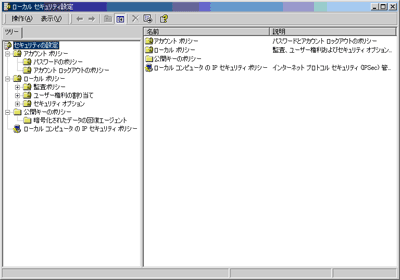 ローカル セキュリティ設定
操作(A) 表示(V)
ツリー
セキュリティの設定
アカウント ポリシー
パスワードのポリシー
アカウント ロックアウトのポリシー
ローカル ポリシー
監査ポリシー
ユーザー権利の割り当て
セキュリティ オプション
公開キーのポリシー
暗号化されたデータの回復エージェント
ローカル コンピュータ の IP セキュリティ ポリシー
名前 説明
アカウント ポリシー パスワードとアカウント ロックアウトのポリシー
ローカル ポリシー 監査、ユーザー権利およびセキュリティ オプション...
公開キーのポリシー
ローカル コンピュータ の IP セキュリティ ポリシー インターネット プロトコル セキュリティ (IPSec) 管...